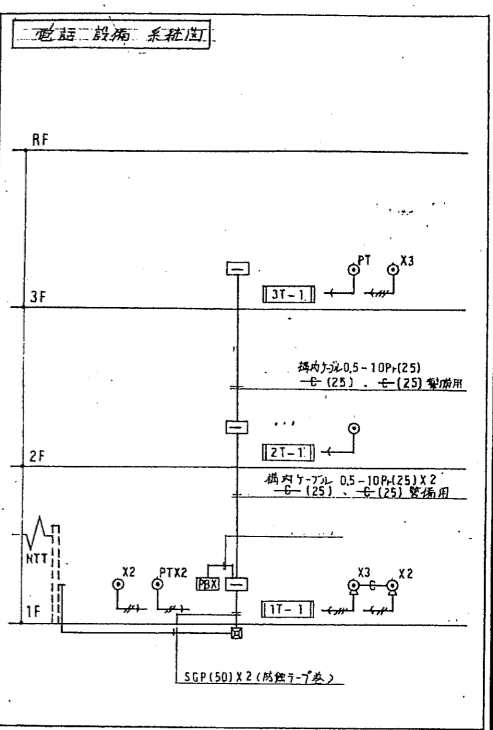 電話設備 系統図
RF
PT X3
3T-1
3F
構内ケーブル0.5-10Pr(25)
C (25) 、 C (25) 警備用
2T-1
2F
構内ケーブル 0.5-10Pr(25)X2
C (25) 、 C (25) 警備用
NTT
X2 PTX2 PBX X3 C X2
1T-1
1F
SGP(50)X2(防蝕テープ巻)